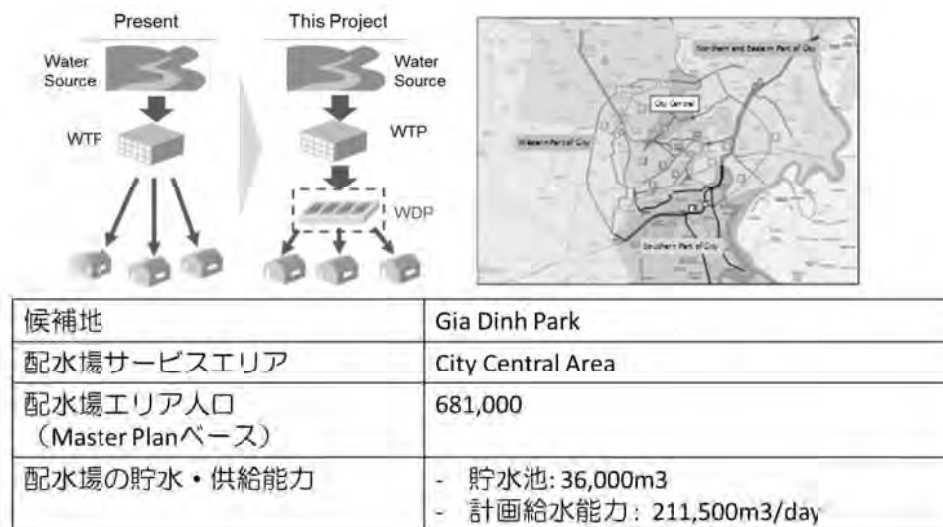 Present
This Project
Water
Source
Water
Source
WTP
WTP
WDP
Northern and Eastern Part of City
City Central
Western Part of City
Southern Part of City
候補地
Gia Dinh Park
配水場サービスエリア
City Central Area
配水場エリア人口
（Master Planベース）
681,000
配水場の貯水・供給能力
- 貯水池: 36,000m3
- 計画給水能力： 211,500m3/day